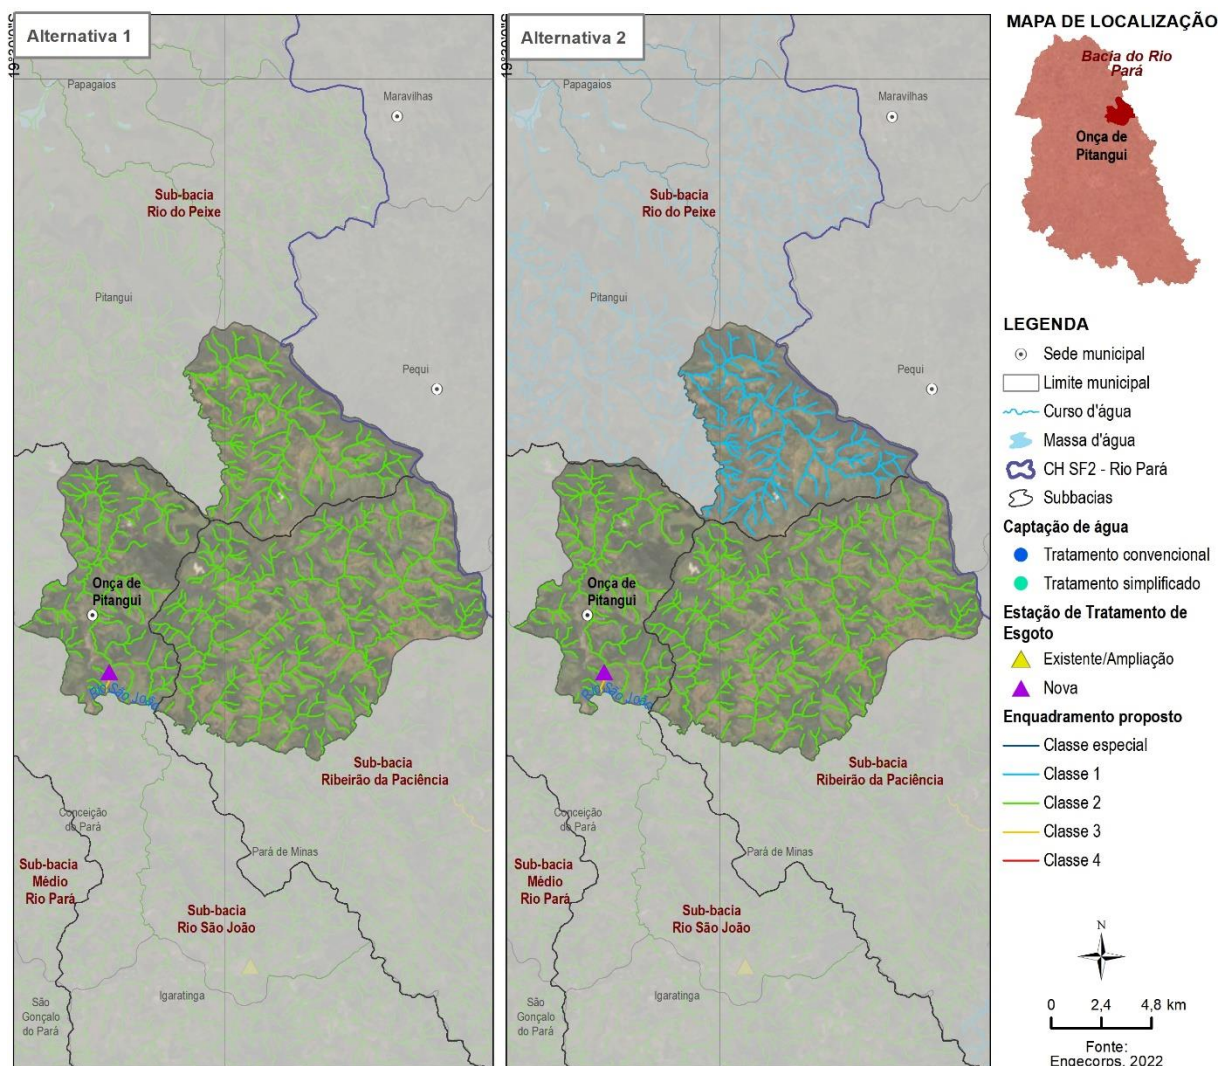 Alternativa 1
19°30'0"S
Papagaios
Maravilhas
Sub-bacia
Rio do Peixe
Pitangui
Pequi
Onça de
Pitangui
Rio São João
Sub-bacia
Ribeirão da Paciência
Conceição
do Pará
Pará de Minas
Sub-bacia
Médio
Rio Pará
Sub-bacia
Rio São João
Igaratinga
São
Gonçalo
do Pará
Alternativa 2
19°30'0"S
Papagaios
Maravilhas
Sub-bacia
Rio do Peixe
Pitangui
Pequi
Onça de
Pitangui
Rio São João
Sub-bacia
Ribeirão da Paciência
Conceição
do Pará
Pará de Minas
Sub-bacia
Médio
Rio Pará
Sub-bacia
Rio São João
Igaratinga
São
Gonçalo
do Pará
MAPA DE LOCALIZAÇÃO
Bacia do Rio
Pará
Onça de
Pitangui
LEGENDA
Sede municipal
Limite municipal
Curso d'água
Massa d'água
CH SF2 - Rio Pará
Subbacias
Captação de água
Tratamento convencional
Tratamento simplificado
Estação de Tratamento de
Esgoto
Existente/Ampliação
Nova
Enquadramento proposto
Classe especial
Classe 1
Classe 2
Classe 3
Classe 4
N
0 2,4 4,8 km
Fonte:
Engecorps, 2022